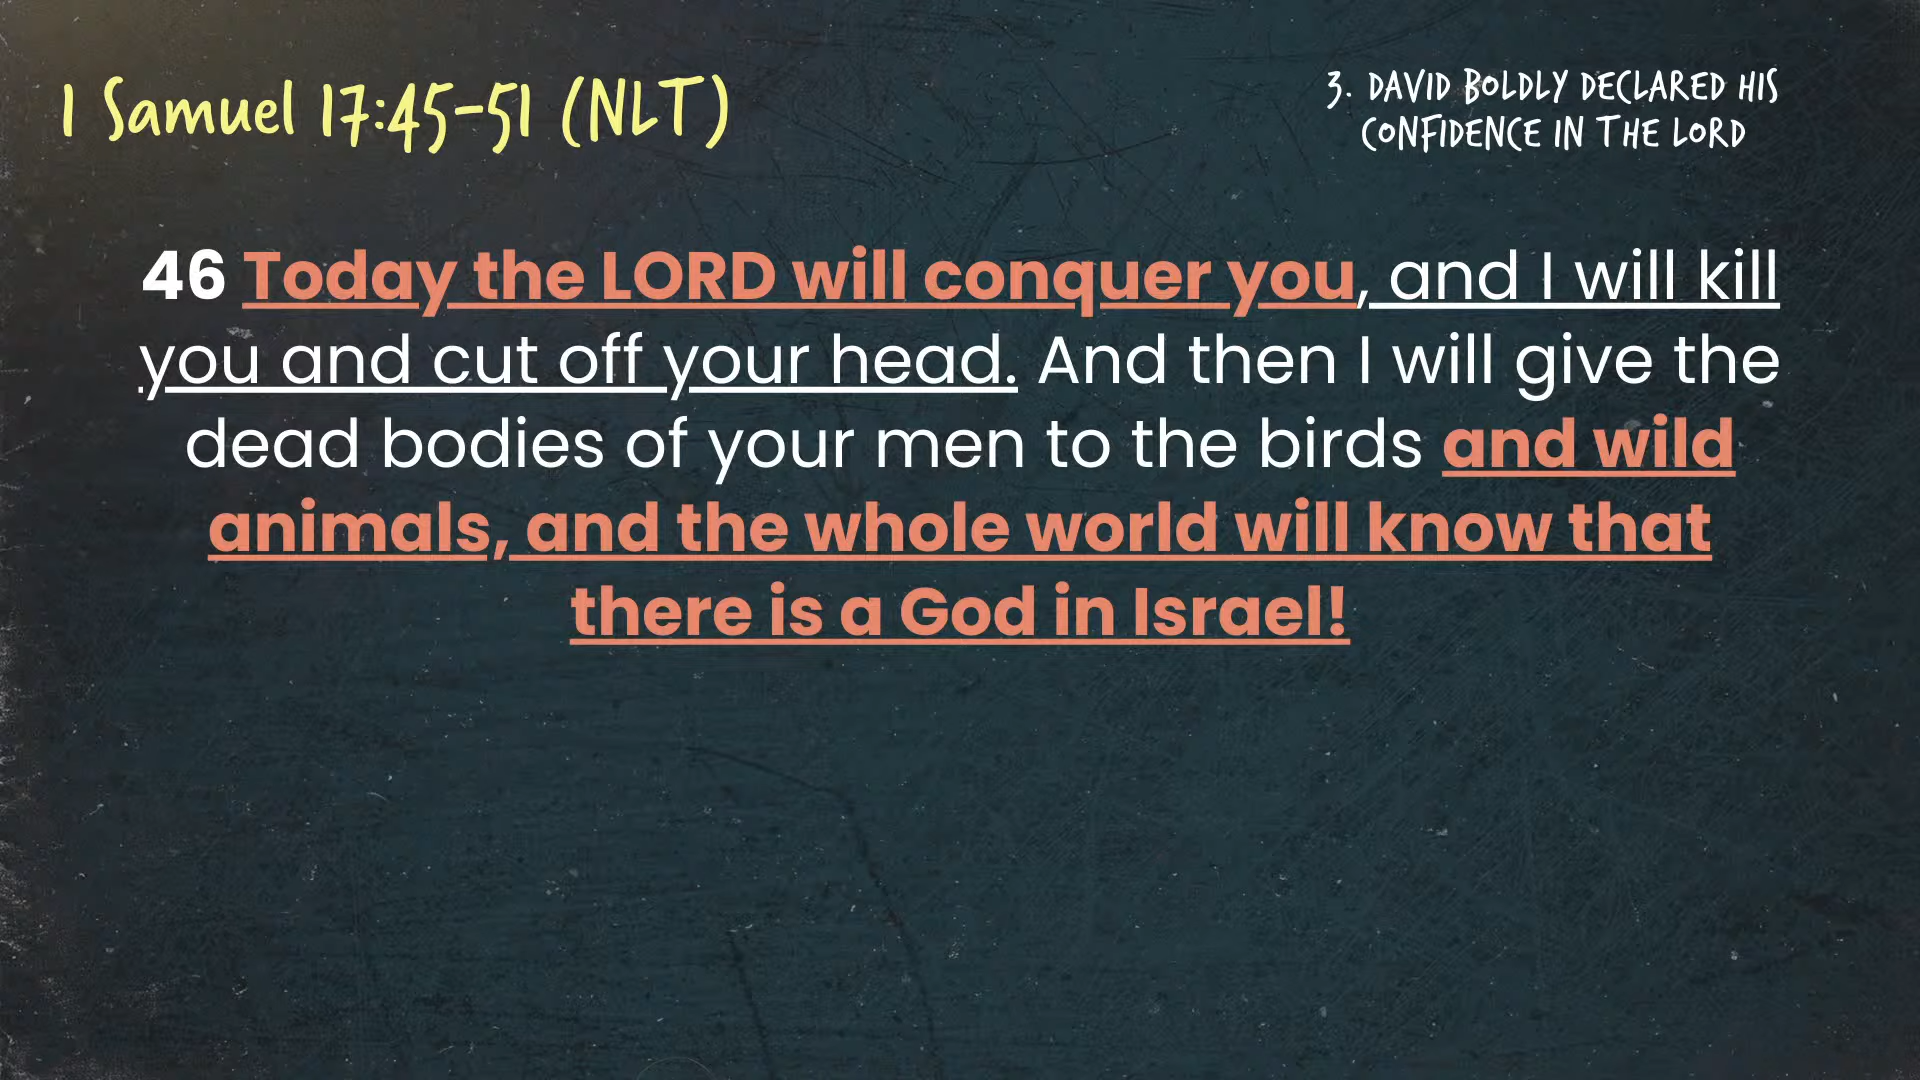 1 Samuel 17:45-51 (NLT)
3. DAVID BOLDLY DECLARED HIS
CONFIDENCE IN THE LORD
46 Today the LORD will conquer you, and I will kill
you and cut off your head. And then I will give the
dead bodies of your men to the birds and wild
animals, and the whole world will know that
there is a God in Israel!